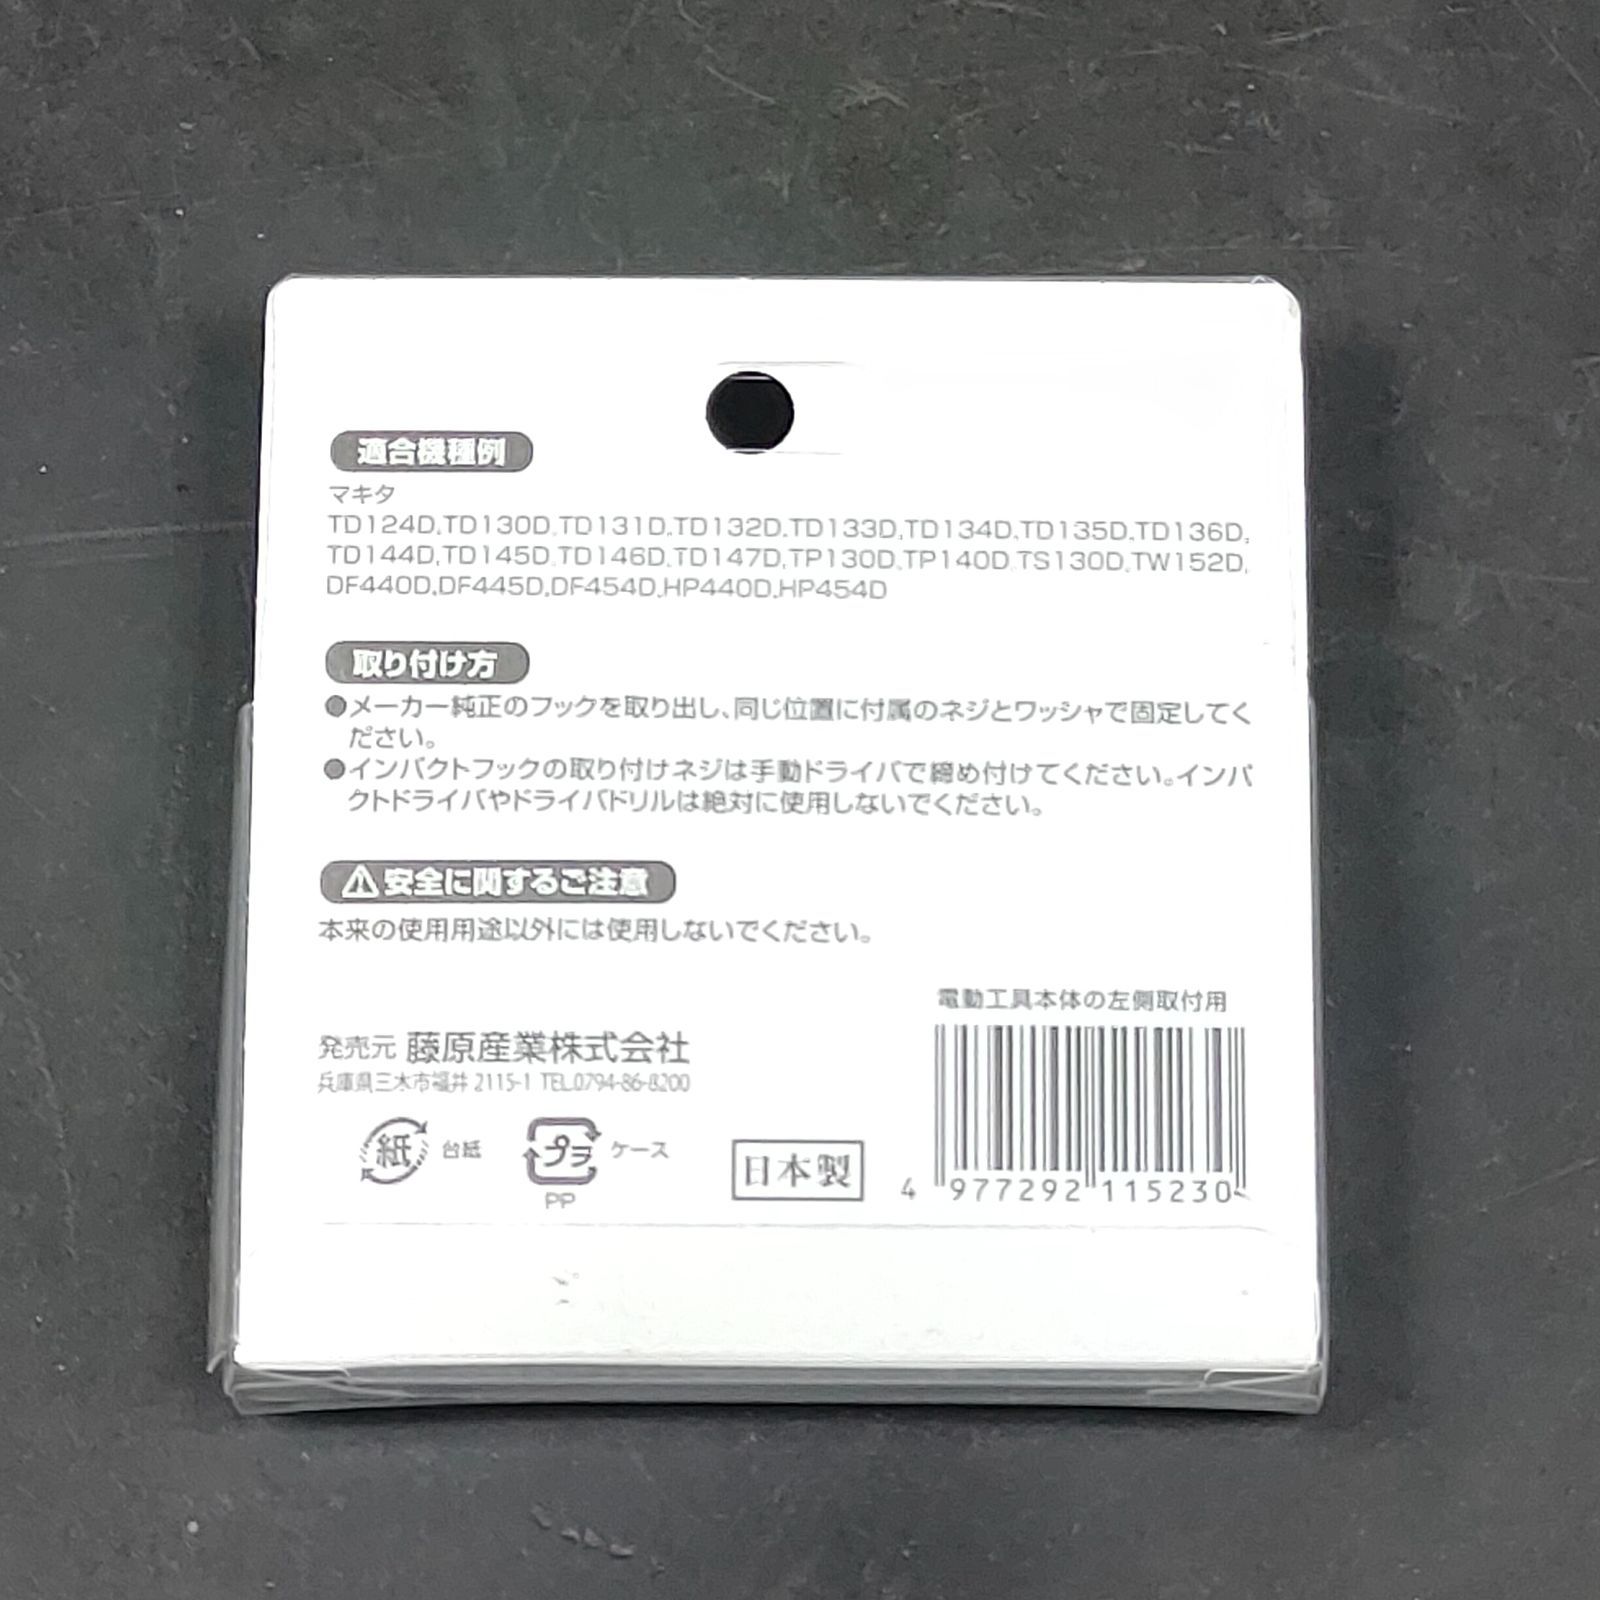 適合機種例
マキタ
TD124D,TD130D,TD131D,TD132D,TD133D,TD134D,TD135D,TD136D,
TD144D,TD145D,TD146D,TD147D,TP130D,TP140D,TS130D,TW152D,
DF440D,DF445D,DF454D,HP440D,HP454D
取り付け方
●メーカー純正のフックを取り出し、同じ位置に付属のネジとワッシャで固定してく
ださい。
●インパクトフックの取り付けネジは手動ドライバで締め付けてください。インパ
クトドライバやドライバドリルは絶対に使用しないでください。
⚠安全に関するご注意
本来の使用用途以外には使用しないでください。
電動工具本体の左側取付用
発売元 藤原産業株式会社
兵庫県三木市福井2115-1 TEL.0794-86-8200
紙 台紙
プラ ケース
PP
日本製
4 977292 115230